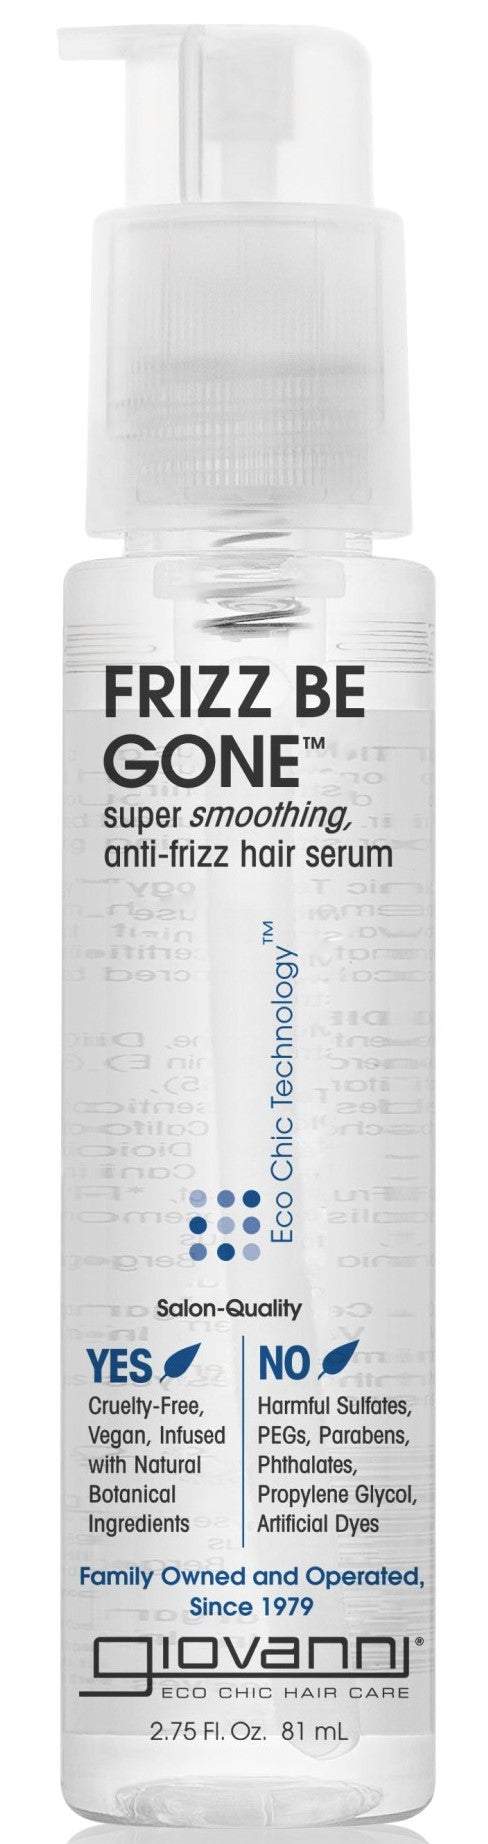 FRIZZ BE
GONE™
super smoothing,
anti-frizz hair serum
Eco Chic Technology™
Salon-Quality
YES
Cruelty-Free,
Vegan, Infused
with Natural
Botanical
Ingredients
NO
Harmful Sulfates,
PEGs, Parabens,
Phthalates,
Propylene Glycol,
Artificial Dyes
Family Owned and Operated,
Since 1979
giovanni®
ECO CHIC HAIR CARE
2.75 Fl. Oz. 81 mL